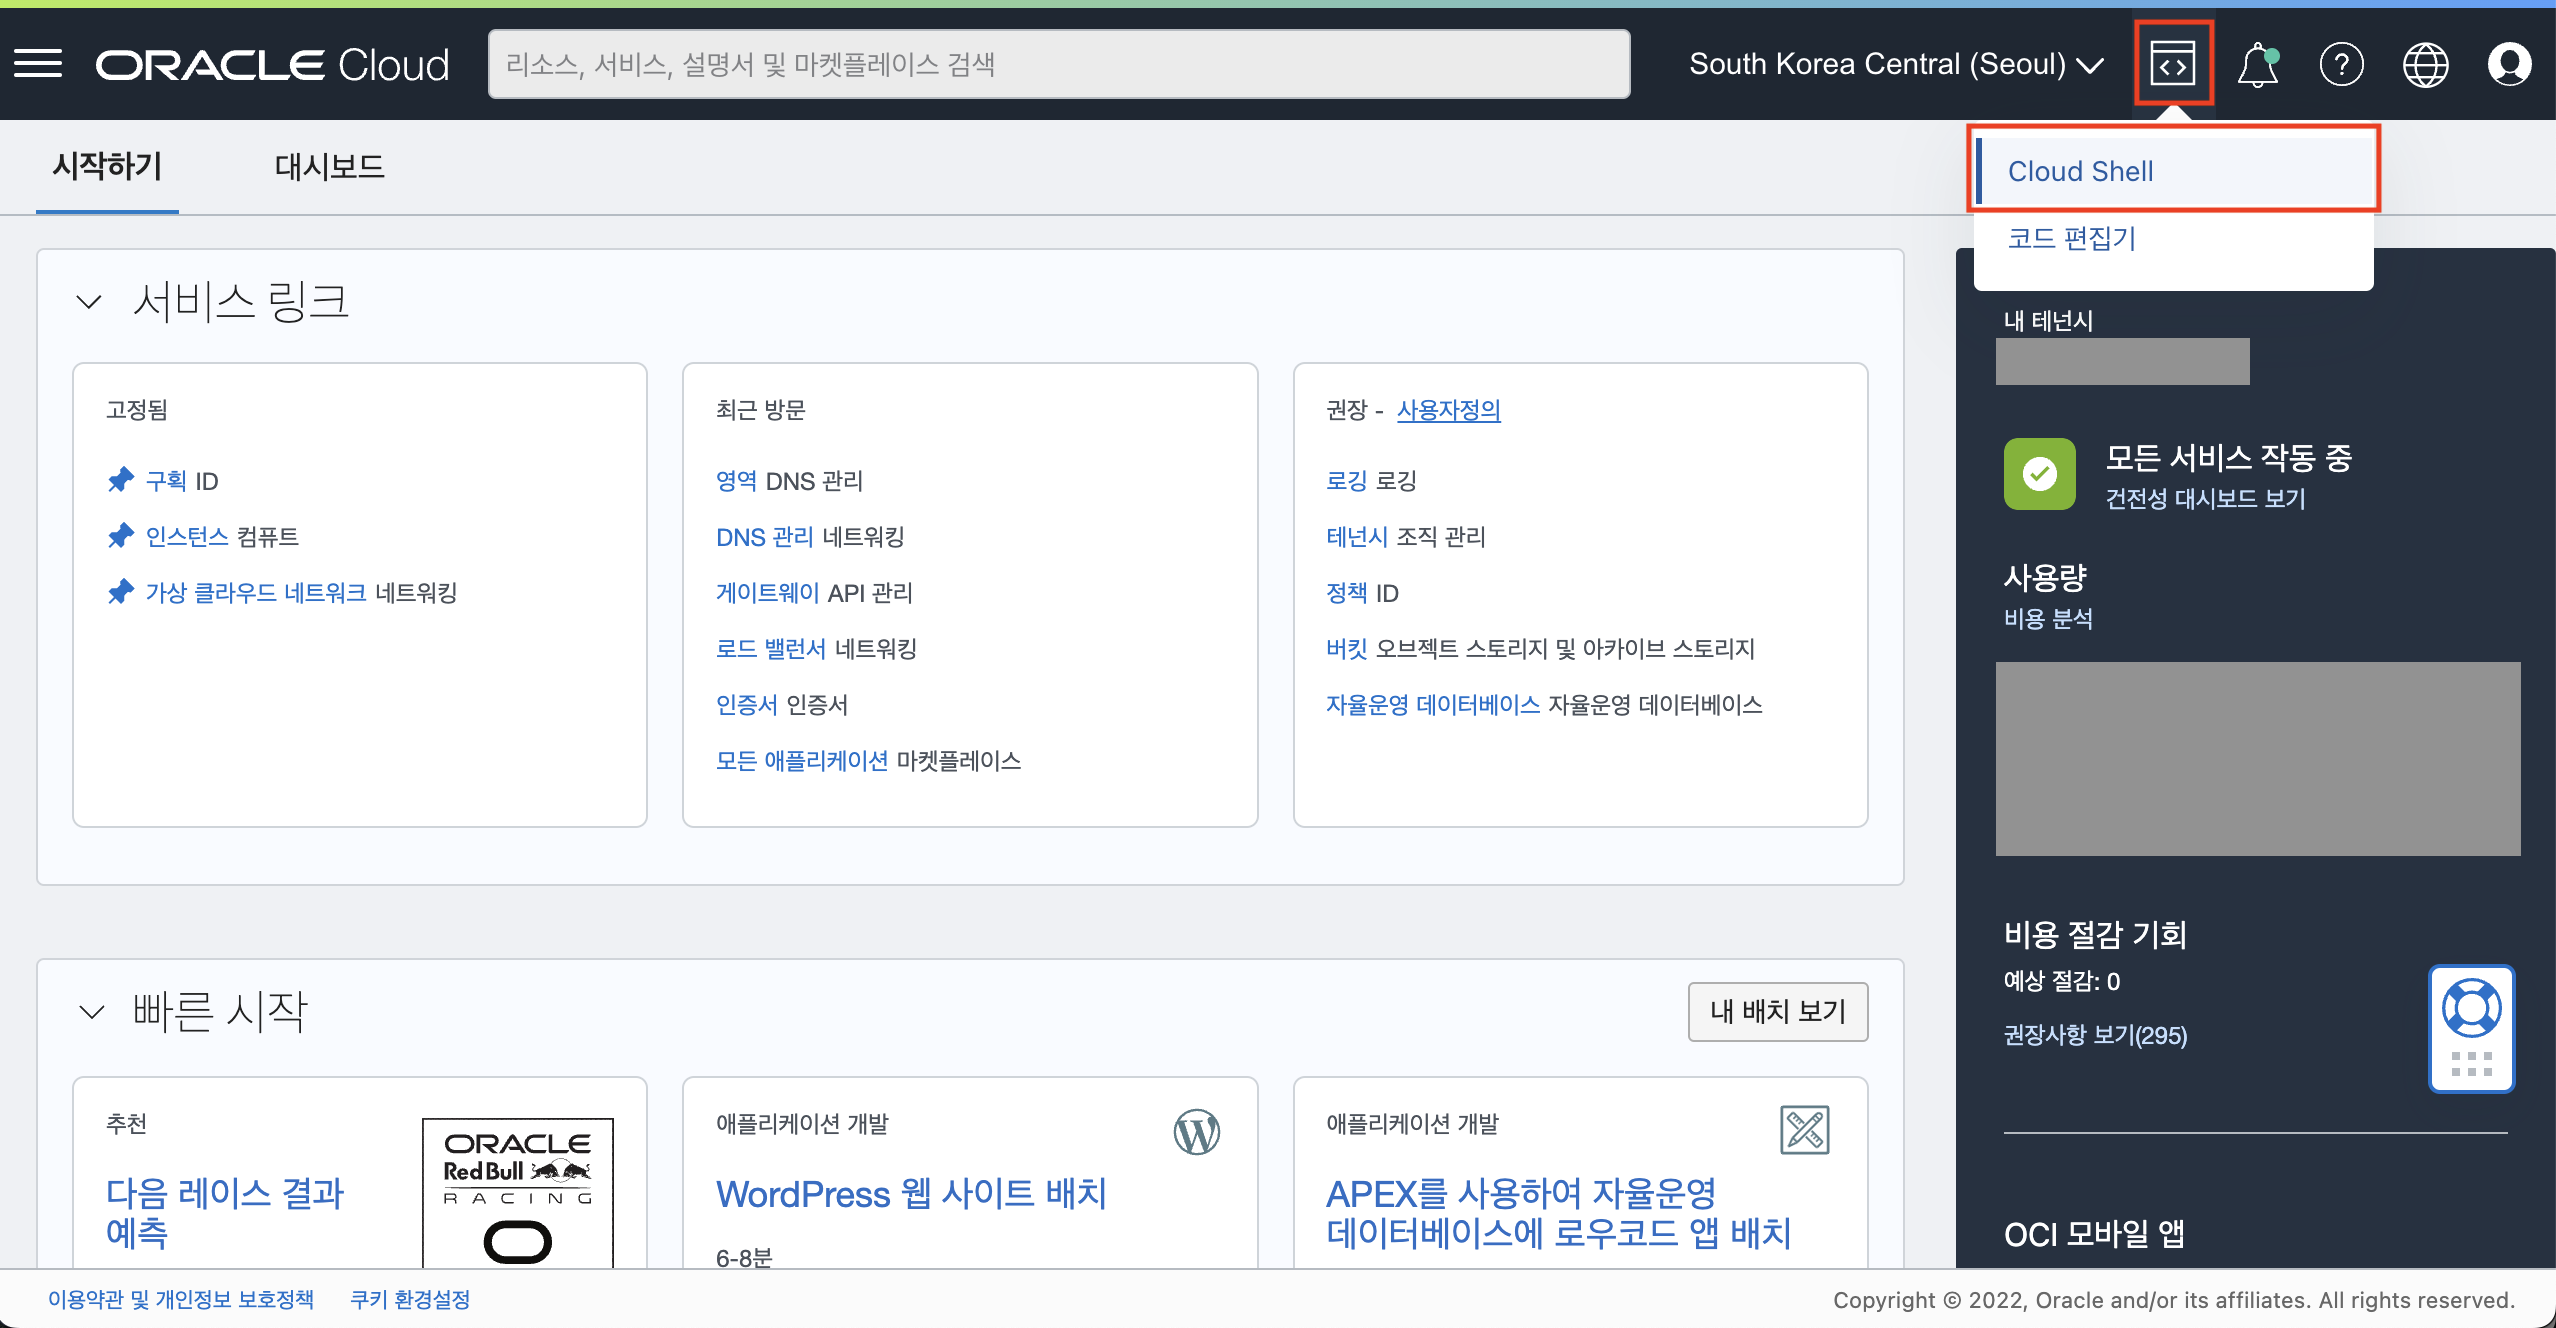 ORACLE Cloud
리소스, 서비스, 설명서 및 마켓플레이스 검색
South Korea Central (Seoul)
시작하기
대시보드
Cloud Shell
코드 편집기
서비스 링크
고정됨
구획 ID
인스턴스 컴퓨트
가상 클라우드 네트워크 네트워킹
최근 방문
영역 DNS 관리
DNS 관리 네트워킹
게이트웨이 API 관리
로드 밸런서 네트워킹
인증서 인증서
모든 애플리케이션 마켓플레이스
권장 - 사용자정의
로깅 로깅
테넌시 조직 관리
정책 ID
버킷 오브젝트 스토리지 및 아카이브 스토리지
자율운영 데이터베이스 자율운영 데이터베이스
내 테넌시
모든 서비스 작동 중
건전성 대시보드 보기
사용량
비용 분석
비용 절감 기회
예상 절감: 0
권장사항 보기(295)
OCI 모바일 앱
빠른 시작
내 배치 보기
추천
다음 레이스 결과
예측
ORACLE
Red Bull
RACING
애플리케이션 개발
WordPress 웹 사이트 배치
6-8분
애플리케이션 개발
APEX를 사용하여 자율운영
데이터베이스에 로우코드 앱 배치
이용약관 및 개인정보 보호정책
쿠키 환경설정
Copyright © 2022, Oracle and/or its affiliates. All rights reserved.